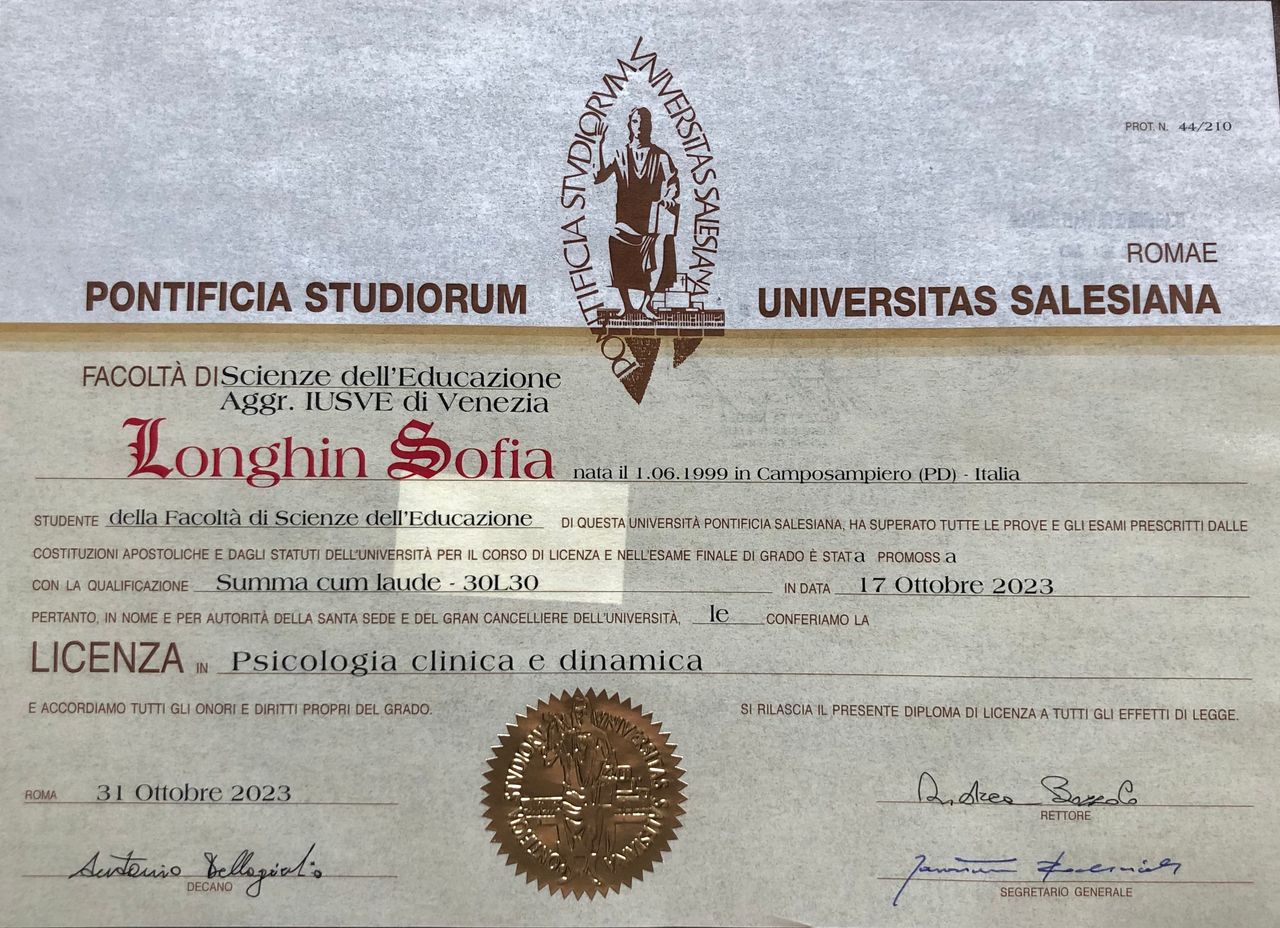 PONTIFICIA STVDIORVM VNIVERSITAS SALESIANA
PROT. N. 44/210
ROMAE
PONTIFICIA STUDIORUM UNIVERSITAS SALESIANA
FACOLTÀ DI Scienze dell'Educazione
Aggr. IUSVE di Venezia
Longhin Sofia nata il 1.06.1999 in Camposampiero (PD) - Italia
STUDENTE della Facoltà di Scienze dell'Educazione DI QUESTA UNIVERSITÀ PONTIFICIA SALESIANA, HA SUPERATO TUTTE LE PROVE E GLI ESAMI PRESCRITTI DALLE
COSTITUZIONI APOSTOLICHE E DAGLI STATUTI DELL'UNIVERSITÀ PER IL CORSO DI LICENZA E NELL'ESAME FINALE DI GRADO È STATa PROMOSSa
CON LA QUALIFICAZIONE Summa cum laude - 30L30 IN DATA 17 Ottobre 2023
PERTANTO, IN NOME E PER AUTORITÀ DELLA SANTA SEDE E DEL GRAN CANCELLIERE DELL'UNIVERSITÀ, le CONFERIAMO LA
LICENZA IN Psicologia clinica e dinamica
E ACCORDIAMO TUTTI GLI ONORI E DIRITTI PROPRI DEL GRADO.
SI RILASCIA IL PRESENTE DIPLOMA DI LICENZA A TUTTI GLI EFFETTI DI LEGGE.
ROMA 31 Ottobre 2023
Andrea Bozzolo
RETTORE
Antonio Dellagiulia
DECANO
SEGRETARIO GENERALE